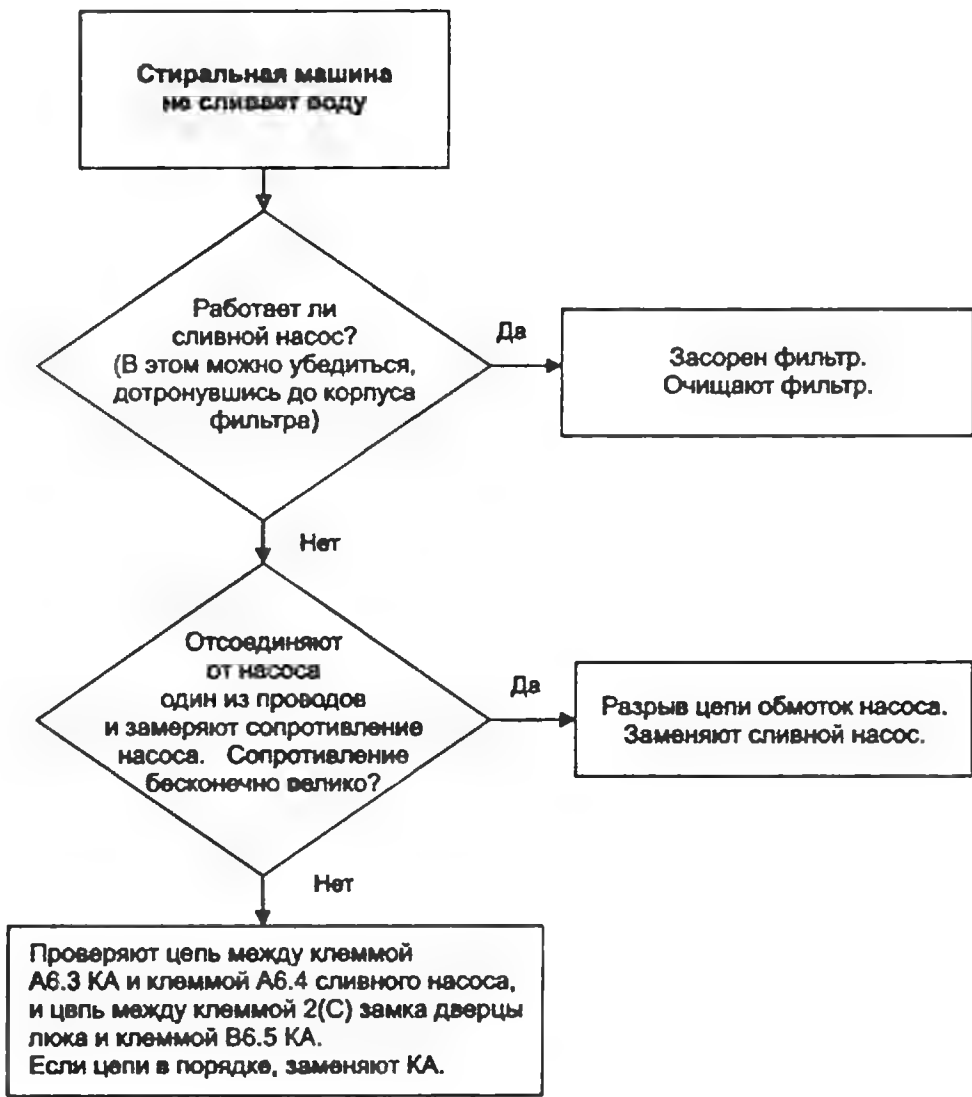 Стиральная машина
не сливает воду
Работает ли
сливной насос?
(В этом можно убедиться,
дотронувшись до корпуса
фильтра)
Да
Засорен фильтр.
Очищают фильтр.
Нет
Отсоединяют
от насоса
один из проводов
и замеряют сопротивление
насоса. Сопротивление
бесконечно велико?
Да
Разрыв цепи обмоток насоса.
Заменяют сливной насос.
Нет
Проверяют цепь между клеммой
А6.3 КА и клеммой А6.4 сливного насоса,
и цепь между клеммой 2(С) замка дверцы
люка и клеммой В6.5 КА.
Если цепи в порядке, заменяют КА.